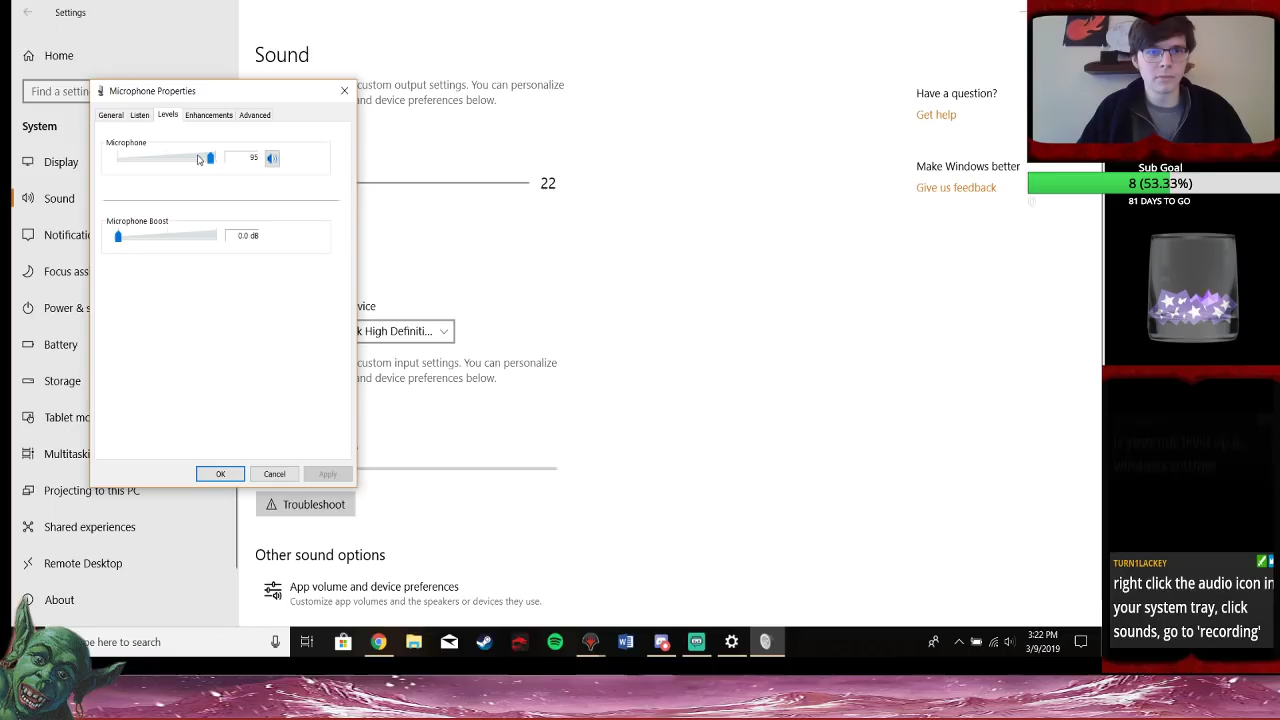 Settings
Home
Find a settin
System
Display
Sound
Notificatio
Focus ass
Power & s
Battery
Storage
Tablet mo
Multitaski
Projecting to this PC
Shared experiences
Remote Desktop
About
Microphone Properties
General
Listen
Levels
Enhancements
Advanced
Microphone
95
Microphone Boost
0.0 dB
OK
Cancel
Apply
Sound
custom output settings. You can personalize
and device preferences below.
22
vice
k High Definiti...
custom input settings. You can personalize
and device preferences below.
Troubleshoot
Other sound options
App volume and device preferences
Customize app volumes and the speakers or devices they use.
Have a question?
Get help
Make Windows better
Give us feedback
Sub Goal
8 (53.33%)
81 DAYS TO GO
0
TURN1LACKEY
right click the audio icon in
your system tray, click
sounds, go to 'recording'
ype here to search
3:22 PM
3/9/2019